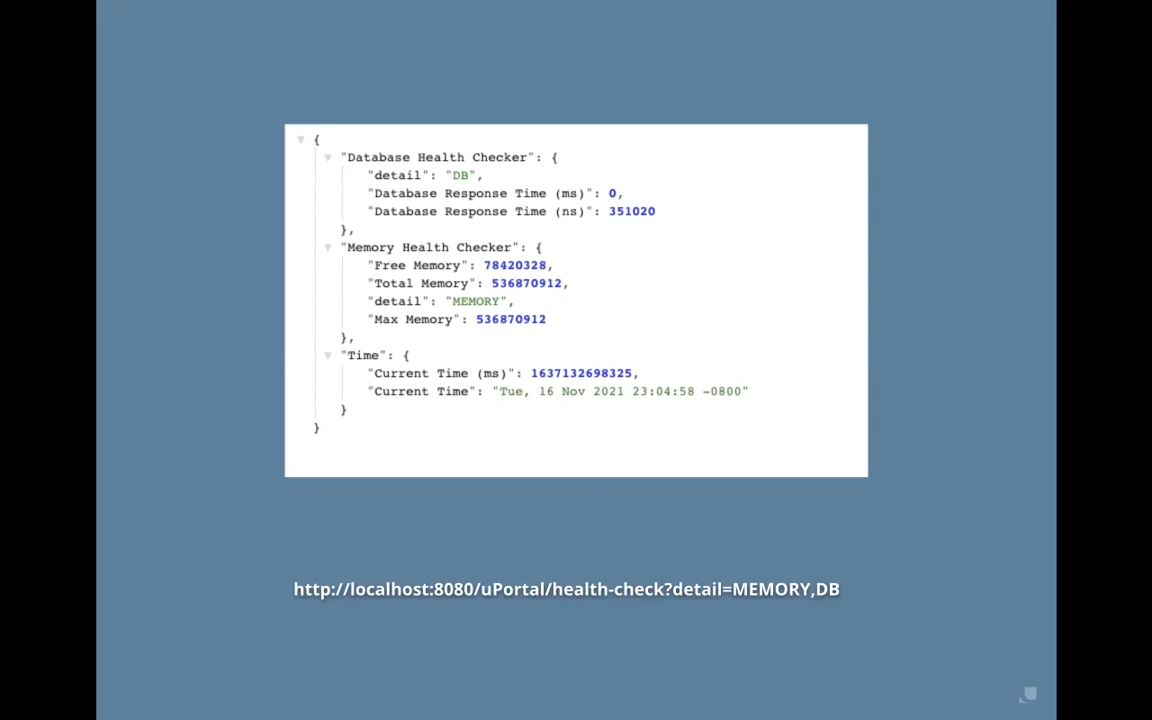 {
"Database Health Checker": {
"detail": "DB",
"Database Response Time (ms)": 0,
"Database Response Time (ns)": 351020
},
"Memory Health Checker": {
"Free Memory": 78420328,
"Total Memory": 536870912,
"detail": "MEMORY",
"Max Memory": 536870912
},
"Time": {
"Current Time (ms)": 1637132698325,
"Current Time": "Tue, 16 Nov 2021 23:04:58 -0800"
}
}
http://localhost:8080/uPortal/health-check?detail=MEMORY,DB